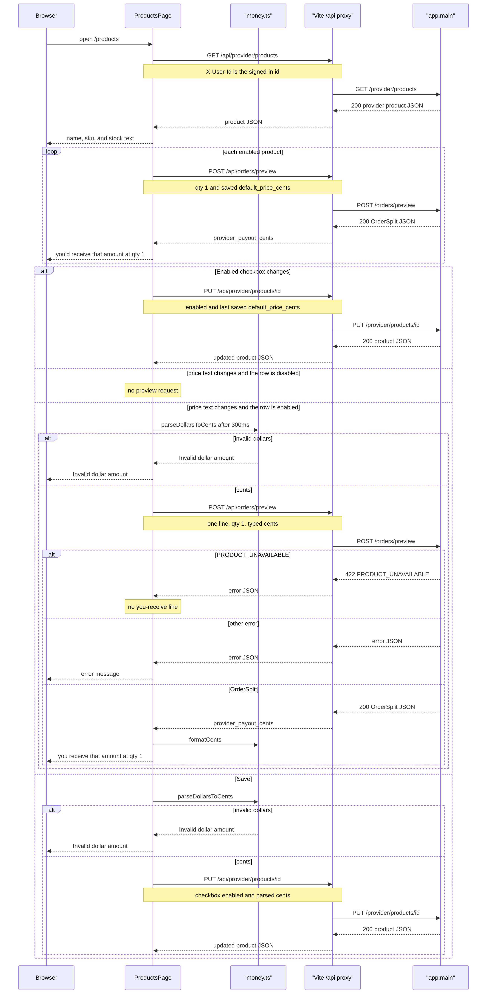 Browser
ProductsPage
"money.ts"
"Vite /api proxy"
"app.main"
open /products
GET /api/provider/products
X-User-Id is the signed-in id
GET /provider/products
200 provider product JSON
product JSON
name, sku, and stock text
loop
[each enabled product]
POST /api/orders/preview
qty 1 and saved default_price_cents
POST /orders/preview
200 OrderSplit JSON
provider_payout_cents
you'd receive that amount at qty 1
alt
[Enabled checkbox changes]
PUT /api/provider/products/id
enabled and last saved default_price_cents
PUT /provider/products/id
200 product JSON
updated product JSON
[price text changes and the row is disabled]
no preview request
[price text changes and the row is enabled]
parseDollarsToCents after 300ms
alt
[invalid dollars]
Invalid dollar amount
Invalid dollar amount
[cents]
POST /api/orders/preview
one line, qty 1, typed cents
POST /orders/preview
alt
[PRODUCT_UNAVAILABLE]
422 PRODUCT_UNAVAILABLE
error JSON
no you-receive line
[other error]
error JSON
error JSON
error message
[OrderSplit]
200 OrderSplit JSON
provider_payout_cents
formatCents
you receive that amount at qty 1
[Save]
parseDollarsToCents
alt
[invalid dollars]
Invalid dollar amount
Invalid dollar amount
[cents]
PUT /api/provider/products/id
checkbox enabled and parsed cents
PUT /provider/products/id
200 product JSON
updated product JSON
Browser
ProductsPage
"money.ts"
"Vite /api proxy"
"app.main"